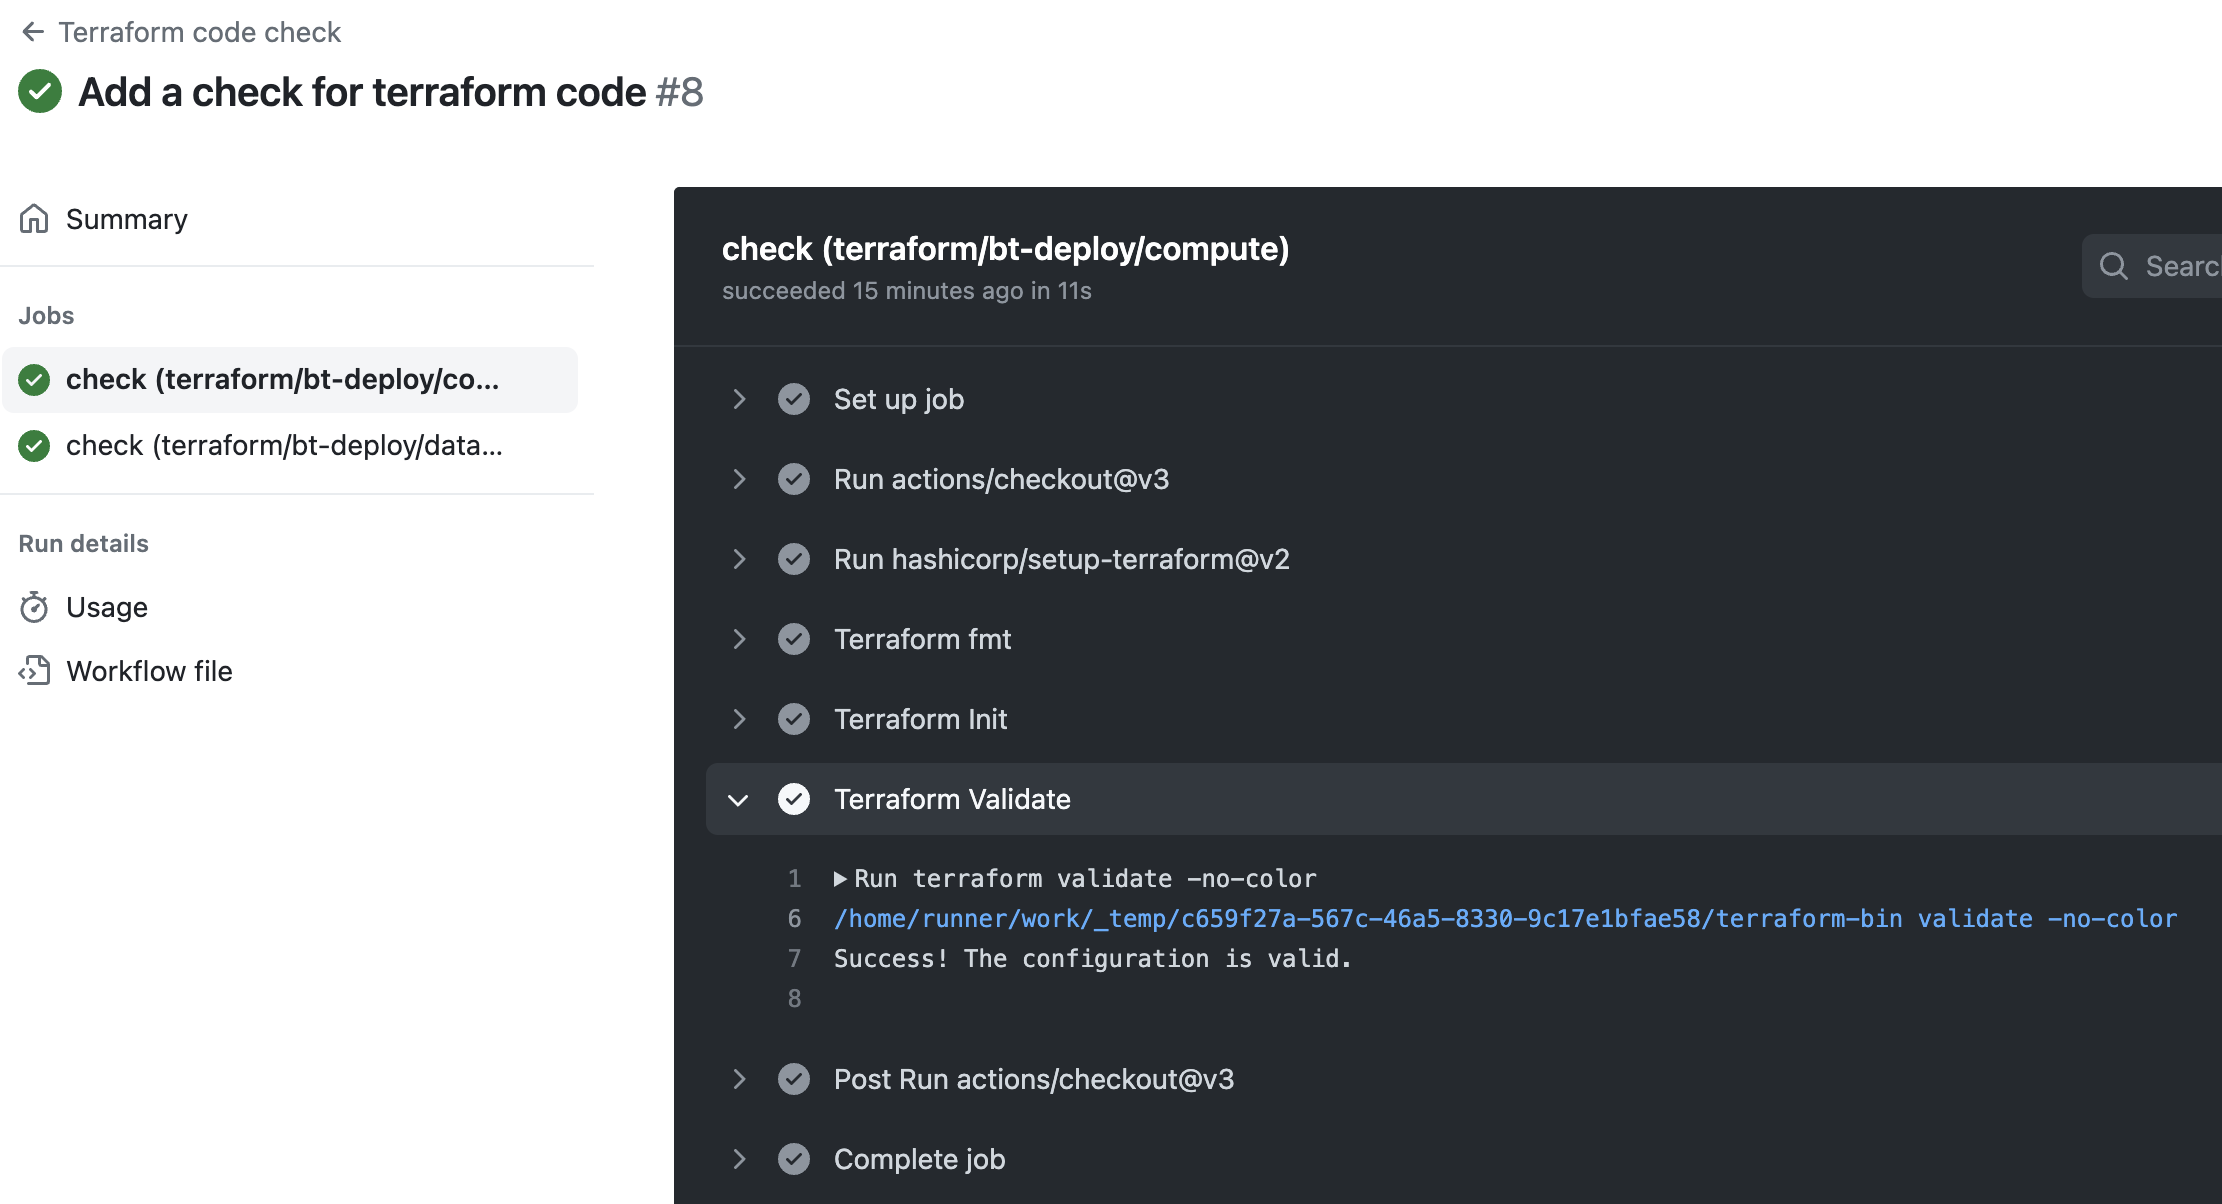 Terraform code check
Add a check for terraform code #8
Summary
Jobs
check (terraform/bt-deploy/co...
check (terraform/bt-deploy/data...
Run details
Usage
Workflow file
check (terraform/bt-deploy/compute)
succeeded 15 minutes ago in 11s
Searc
Set up job
Run actions/checkout@v3
Run hashicorp/setup-terraform@v2
Terraform fmt
Terraform Init
Terraform Validate
1 Run terraform validate -no-color
6 /home/runner/work/_temp/c659f27a-567c-46a5-8330-9c17e1bfae58/terraform-bin validate -no-color
7 Success! The configuration is valid.
8
Post Run actions/checkout@v3
Complete job